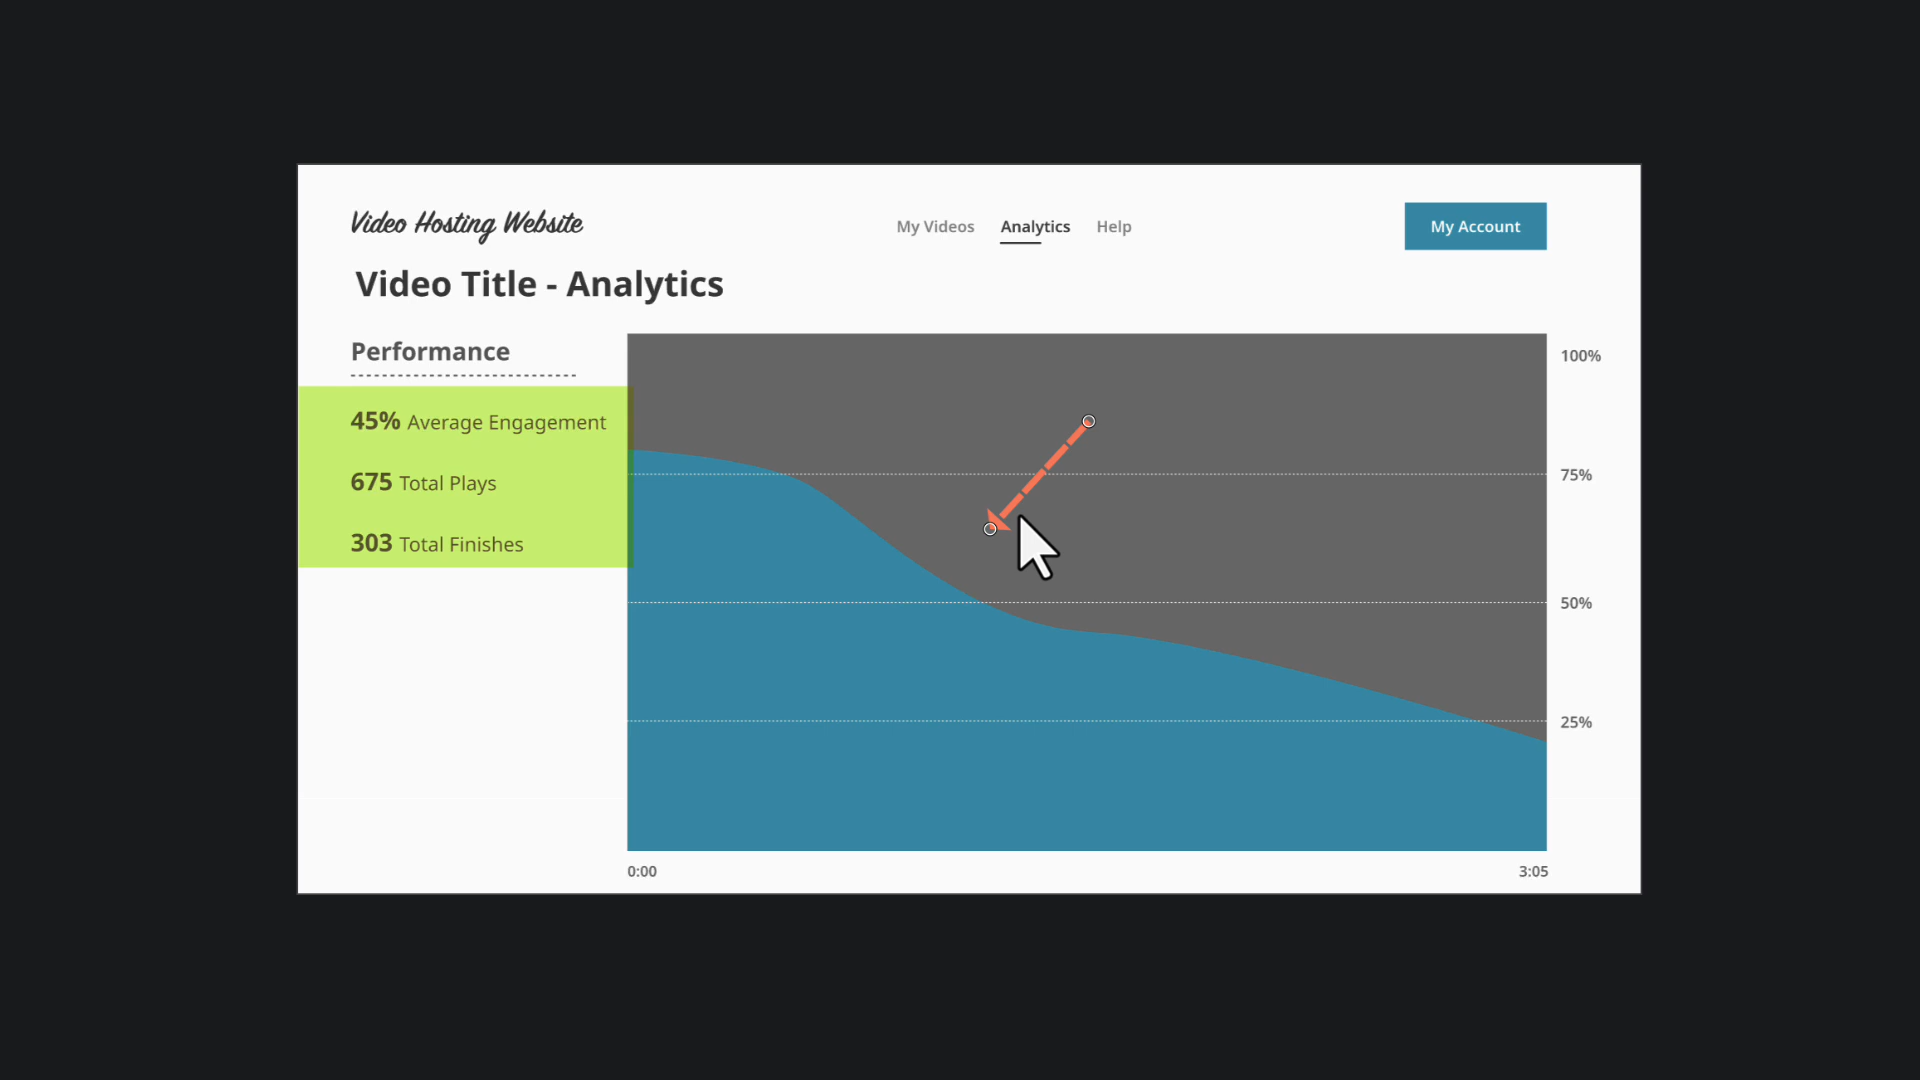 Video Hosting Website
My Videos Analytics Help
My Account
Video Title - Analytics
Performance
45% Average Engagement
675 Total Plays
303 Total Finishes
100%
75%
50%
25%
0:00
3:05